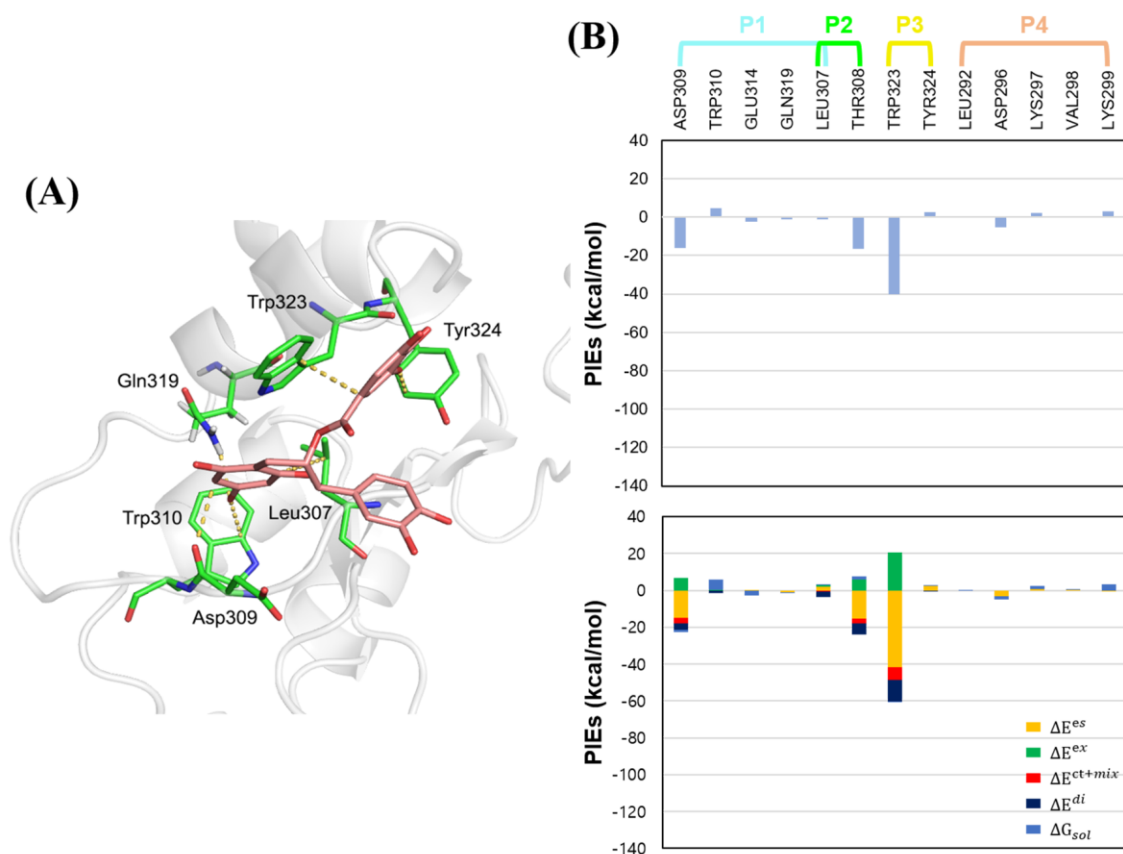 (A)
Trp323
Tyr324
Gln319
Trp310
Leu307
Asp309
(B)
P1 P2 P3 P4
ASP309 TRP310 GLU314 GLN319 LEU307 THR308 TRP323 TYR324 LEU292 ASP296 LYS297 VAL298 LYS299
PIEs (kcal/mol)
40
20
0
-20
-40
-60
-80
-100
-120
-140
PIEs (kcal/mol)
40
20
0
-20
-40
-60
-80
-100
-120
-140
ΔE^es
ΔE^ex
ΔE^ct+mix
ΔE^di
ΔG_sol